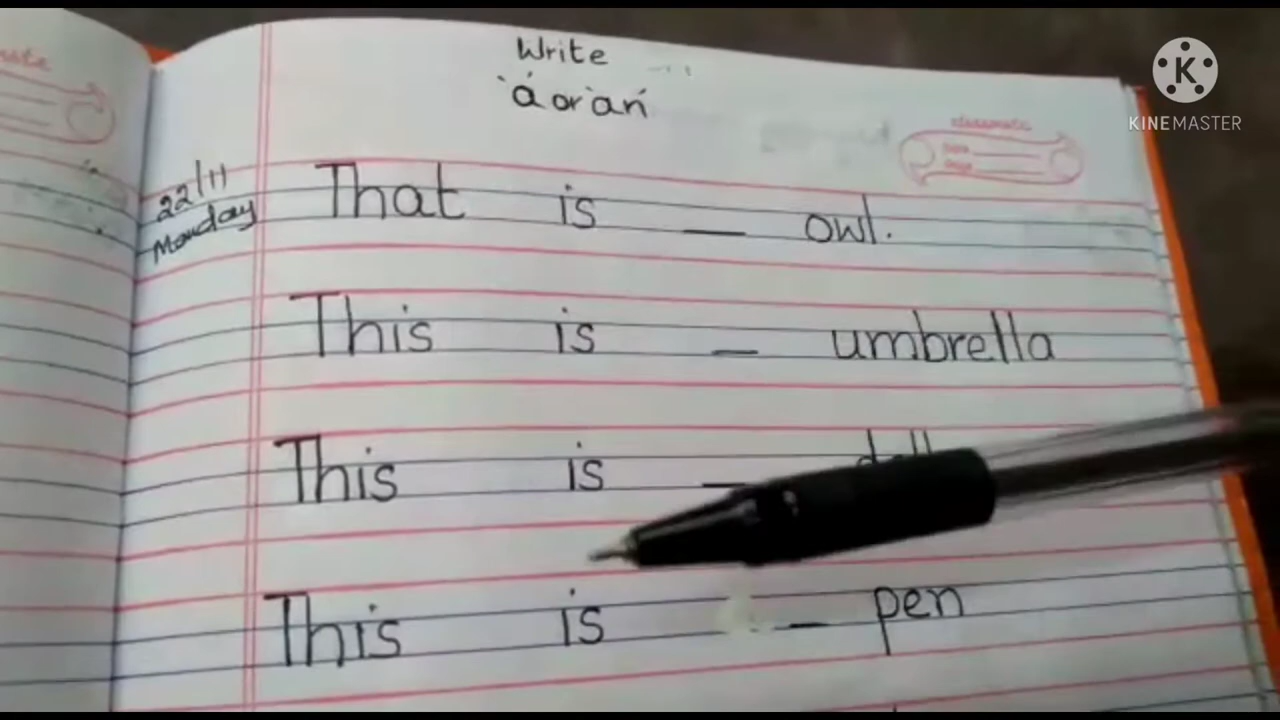 Write
'a' or 'an'
KINEMASTER
22/11
Monday
That is __ owl.
This is __ umbrella
This is __
This is __ pen